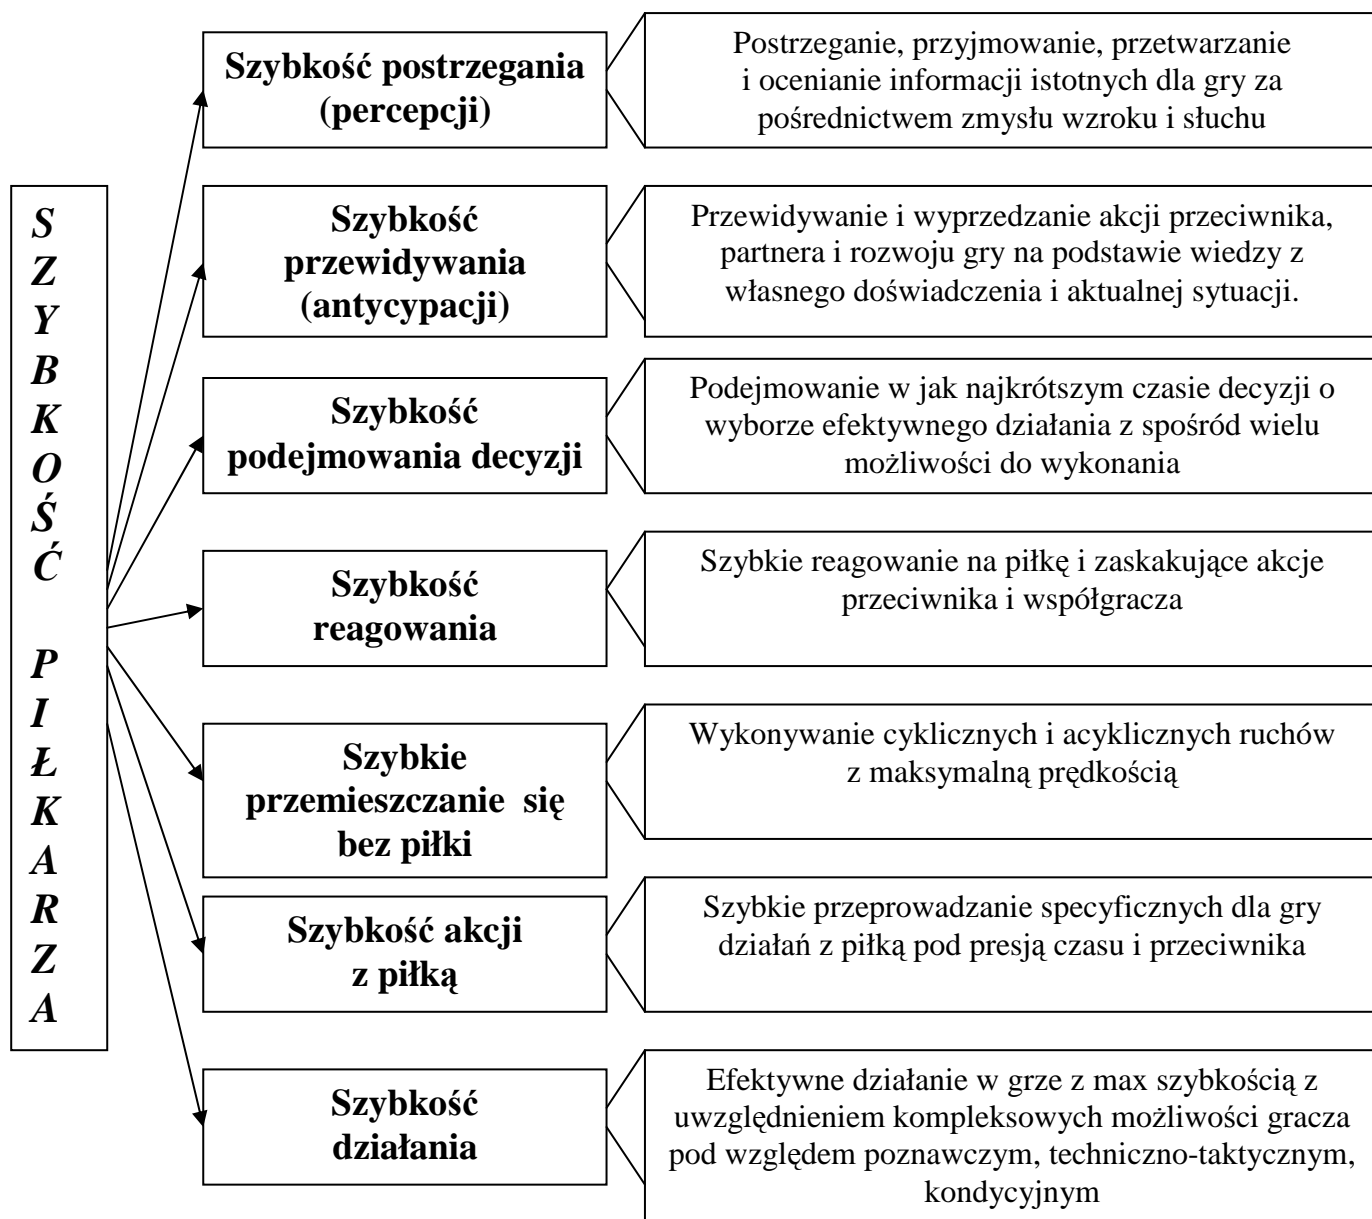 SZYBKOŚĆ PIŁKARZA
Szybkość postrzegania
(percepcji)
Postrzeganie, przyjmowanie, przetwarzanie
i ocenianie informacji istotnych dla gry za
pośrednictwem zmysłu wzroku i słuchu
Szybkość
przewidywania
(antycypacji)
Przewidywanie i wyprzedzanie akcji przeciwnika,
partnera i rozwoju gry na podstawie wiedzy z
własnego doświadczenia i aktualnej sytuacji.
Szybkość
podejmowania decyzji
Podejmowanie w jak najkrótszym czasie decyzji o
wyborze efektywnego działania z spośród wielu
możliwości do wykonania
Szybkość
reagowania
Szybkie reagowanie na piłkę i zaskakujące akcje
przeciwnika i współgracza
Szybkie
przemieszczanie się
bez piłki
Wykonywanie cyklicznych i acyklicznych ruchów
z maksymalną prędkością
Szybkość akcji
z piłką
Szybkie przeprowadzanie specyficznych dla gry
działań z piłką pod presją czasu i przeciwnika
Szybkość
działania
Efektywne działanie w grze z max szybkością z
uwzględnieniem kompleksowych możliwości gracza
pod względem poznawczym, techniczno-taktycznym,
kondycyjnym